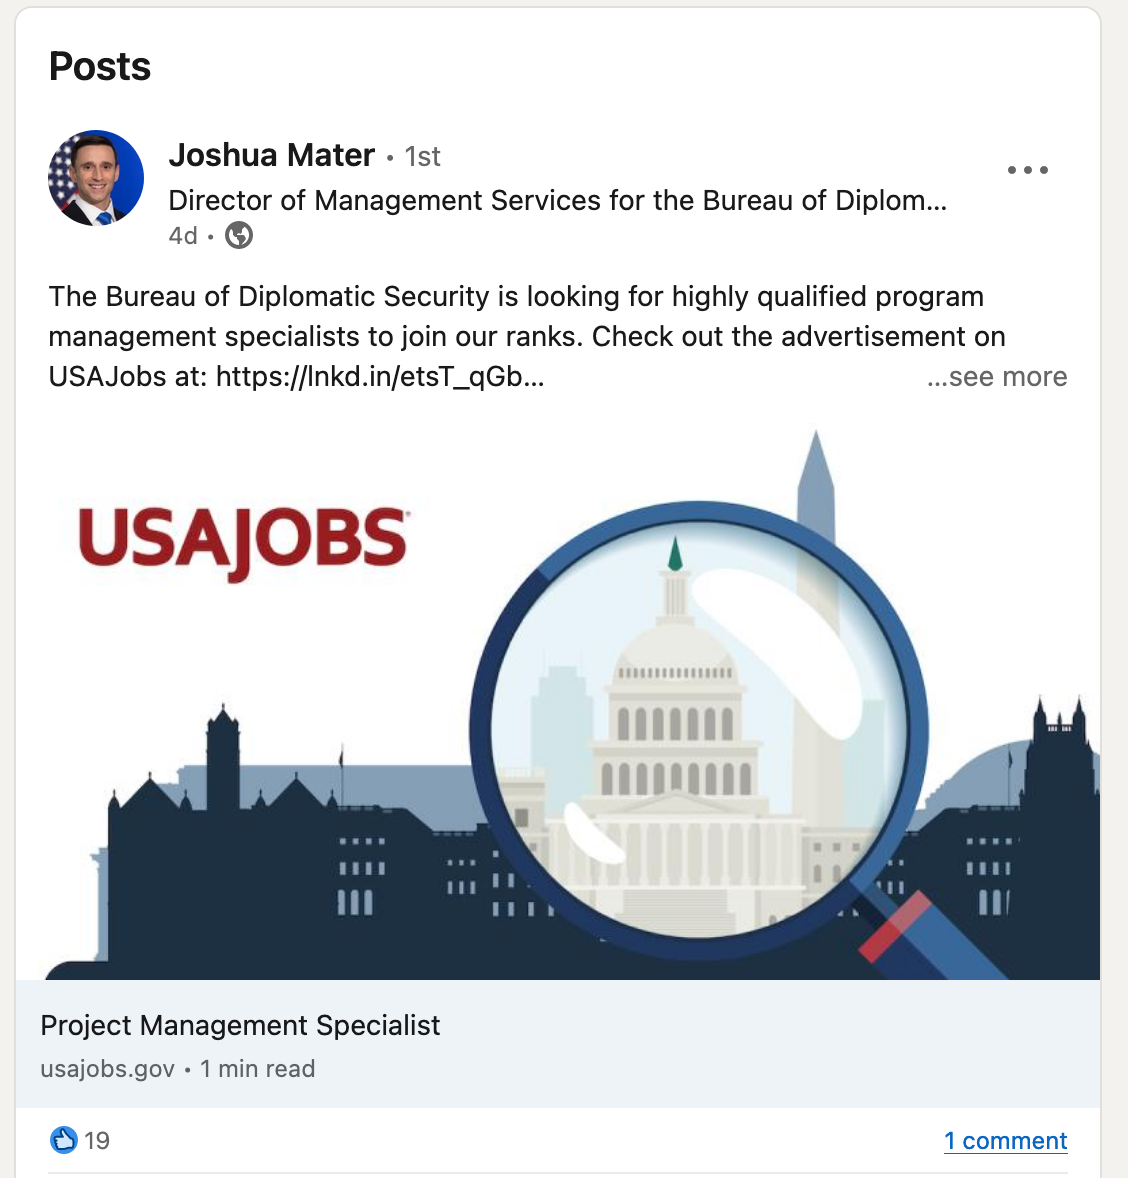 Posts
Joshua Mater • 1st
Director of Management Services for the Bureau of Diplom...
4d •
The Bureau of Diplomatic Security is looking for highly qualified program
management specialists to join our ranks. Check out the advertisement on
USAJobs at: https://lnkd.in/etsT_qGb...
...see more
USAJOBS
Project Management Specialist
usajobs.gov • 1 min read
19
1 comment